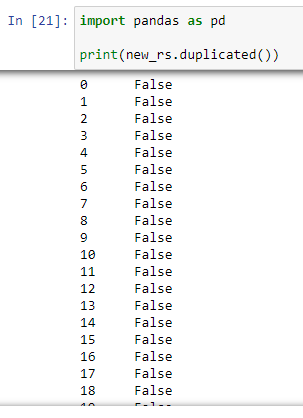 In [21]: import pandas as pd
print(new_rs.duplicated())
0 False
1 False
2 False
3 False
4 False
5 False
6 False
7 False
8 False
9 False
10 False
11 False
12 False
13 False
14 False
15 False
16 False
17 False
18 False